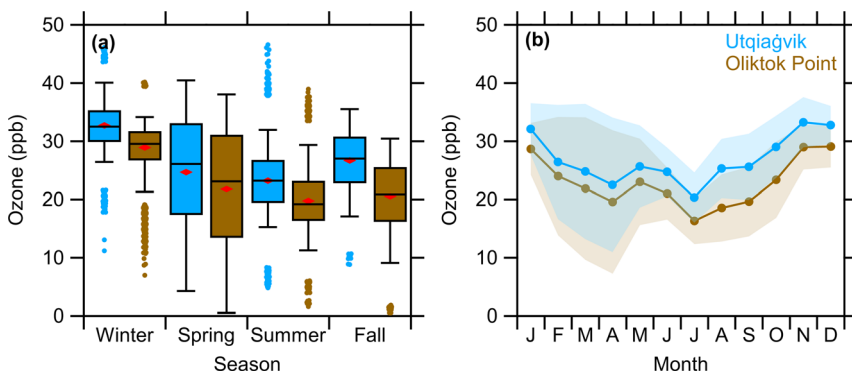 (a)
50
40
30
20
10
0
Ozone (ppb)
Winter Spring Summer Fall
Season
(b)
Utqiaġvik
Oliktok Point
50
40
30
20
10
0
Ozone (ppb)
J F M A M J J A S O N D
Month